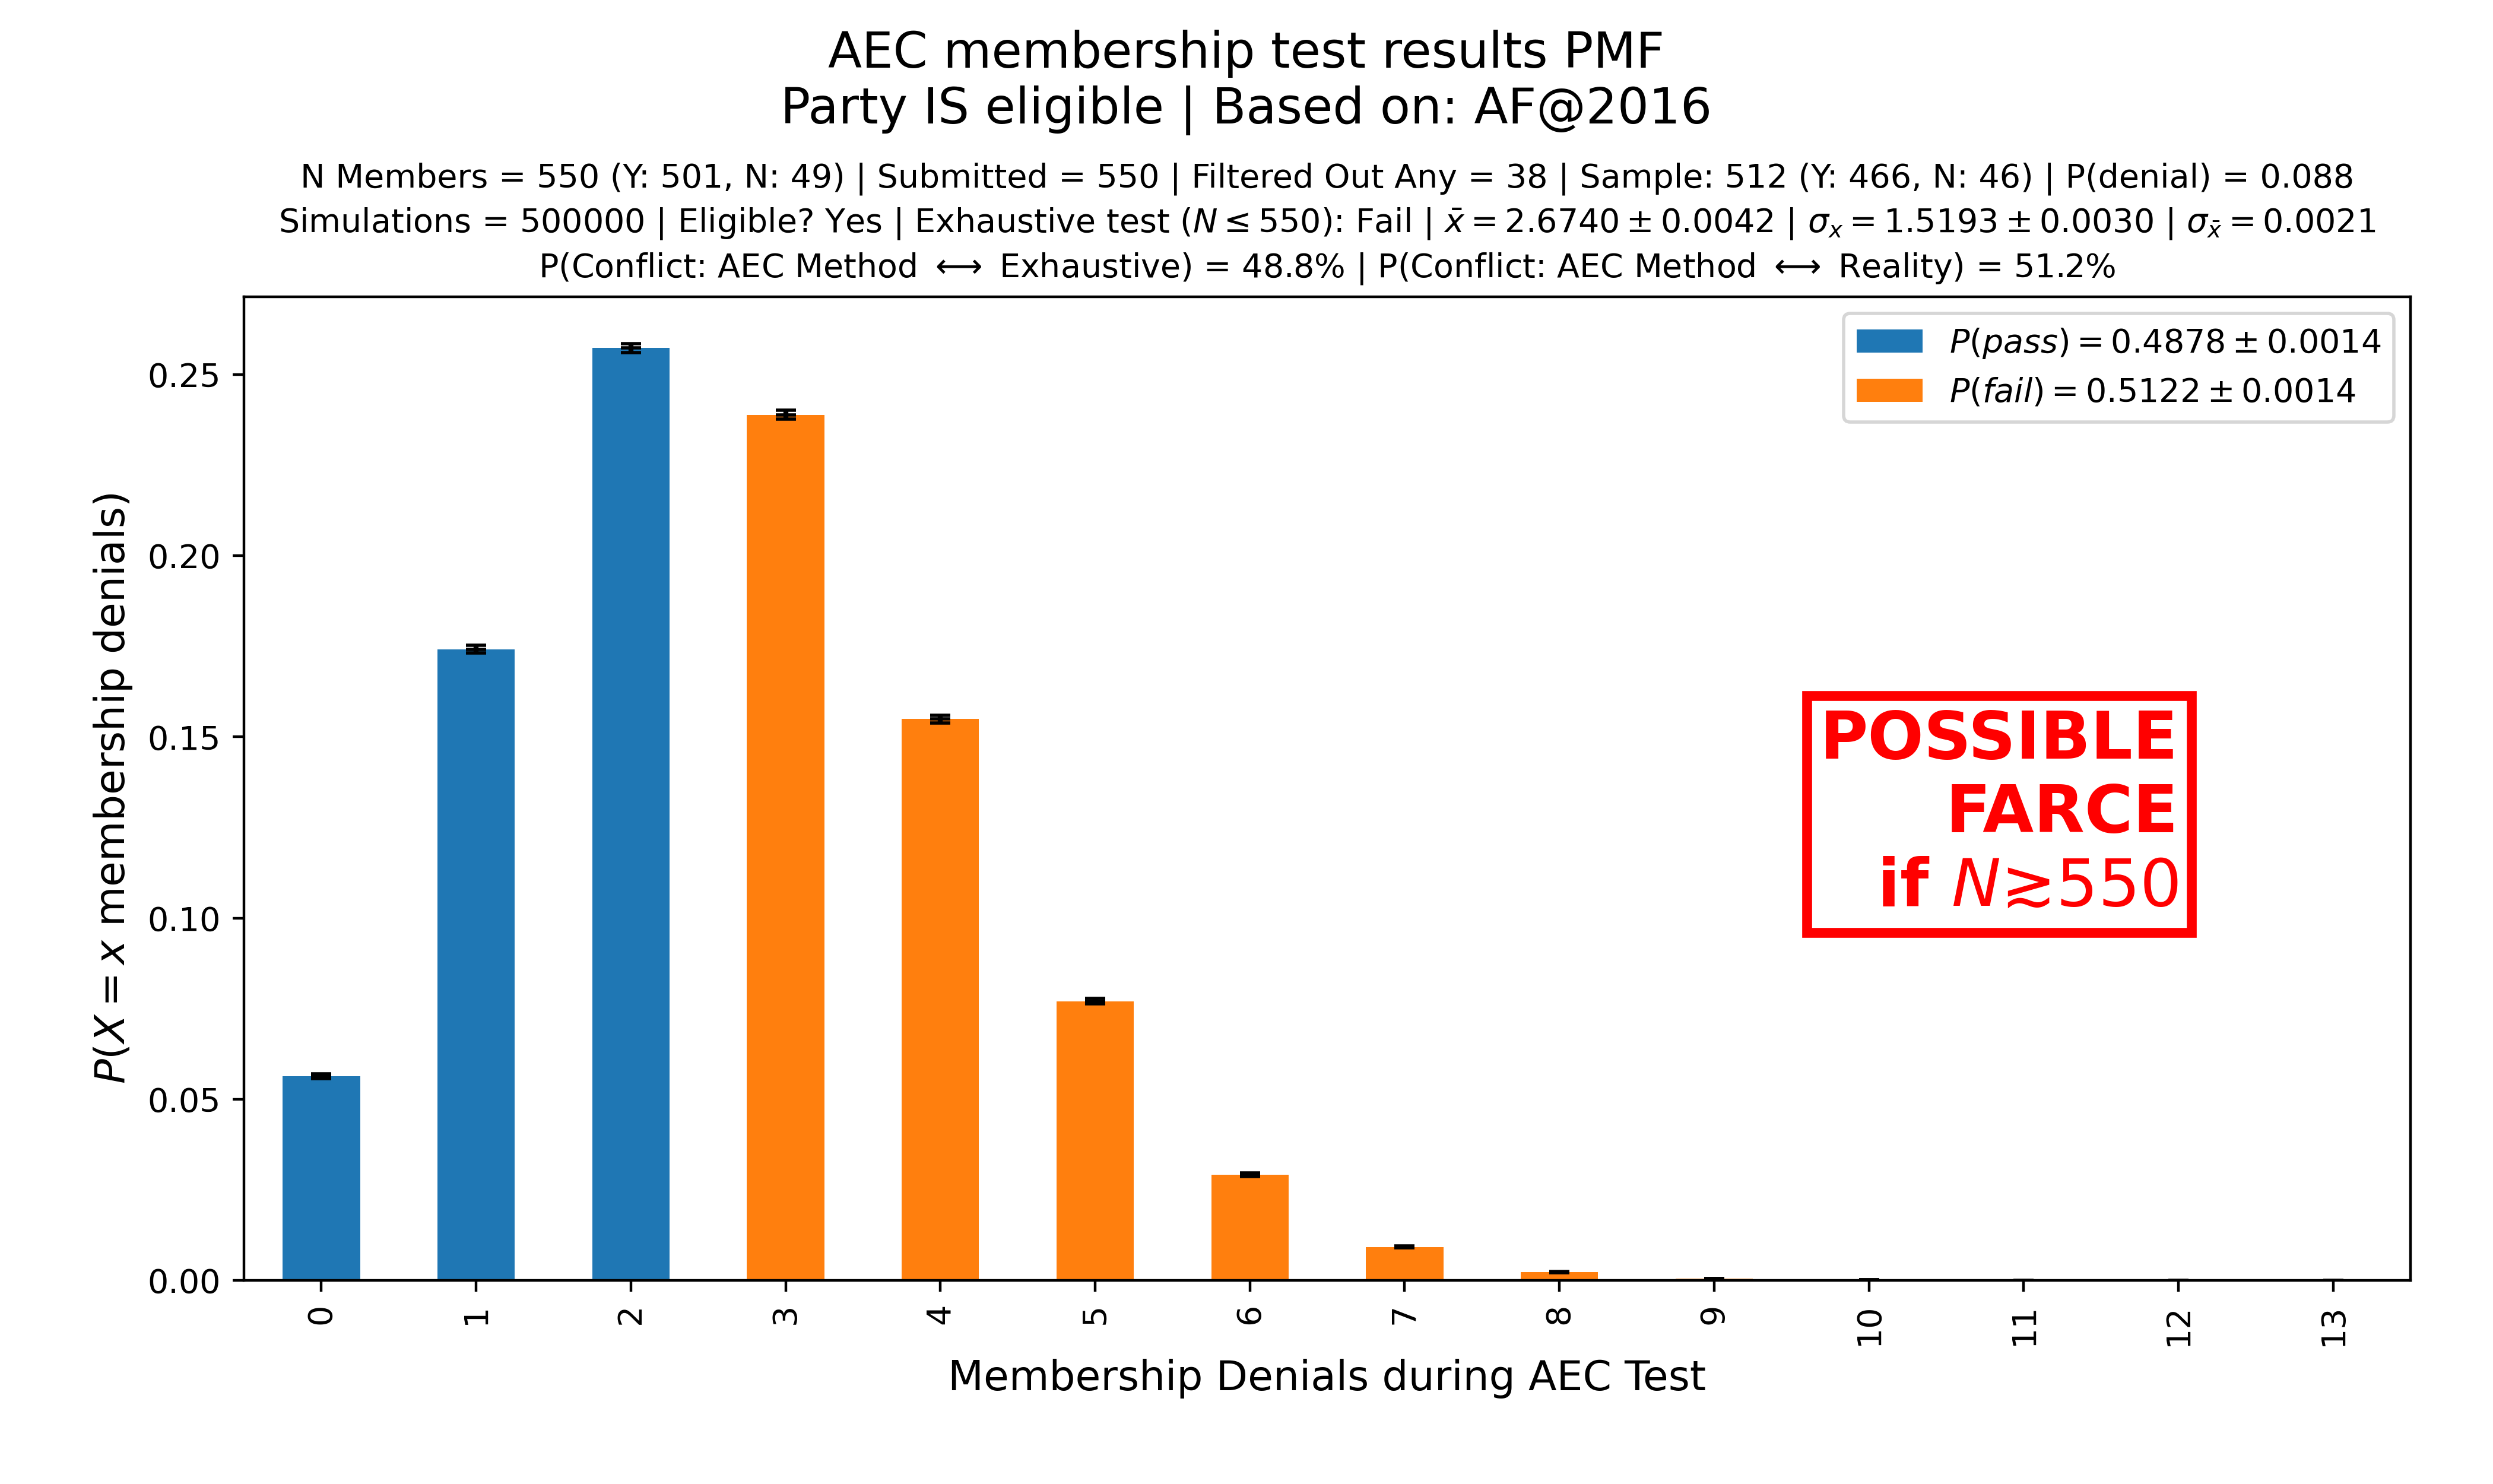 AEC membership test results PMF
Party IS eligible | Based on: AF@2016
N Members = 550 (Y: 501, N: 49) | Submitted = 550 | Filtered Out Any = 38 | Sample: 512 (Y: 466, N: 46) | P(denial) = 0.088
Simulations = 500000 | Eligible? Yes | Exhaustive test (N ≤ 550): Fail | x̄ = 2.6740 ± 0.0042 | σₓ = 1.5193 ± 0.0030 | σ_x̄ = 0.0021
P(Conflict: AEC Method ⟷ Exhaustive) = 48.8% | P(Conflict: AEC Method ⟷ Reality) = 51.2%
P(pass) = 0.4878 ± 0.0014
P(fail) = 0.5122 ± 0.0014
P(X = x membership denials)
0.25
0.20
0.15
0.10
0.05
0.00
POSSIBLE
FARCE
if N⪆550
0 1 2 3 4 5 6 7 8 9 10 11 12 13
Membership Denials during AEC Test